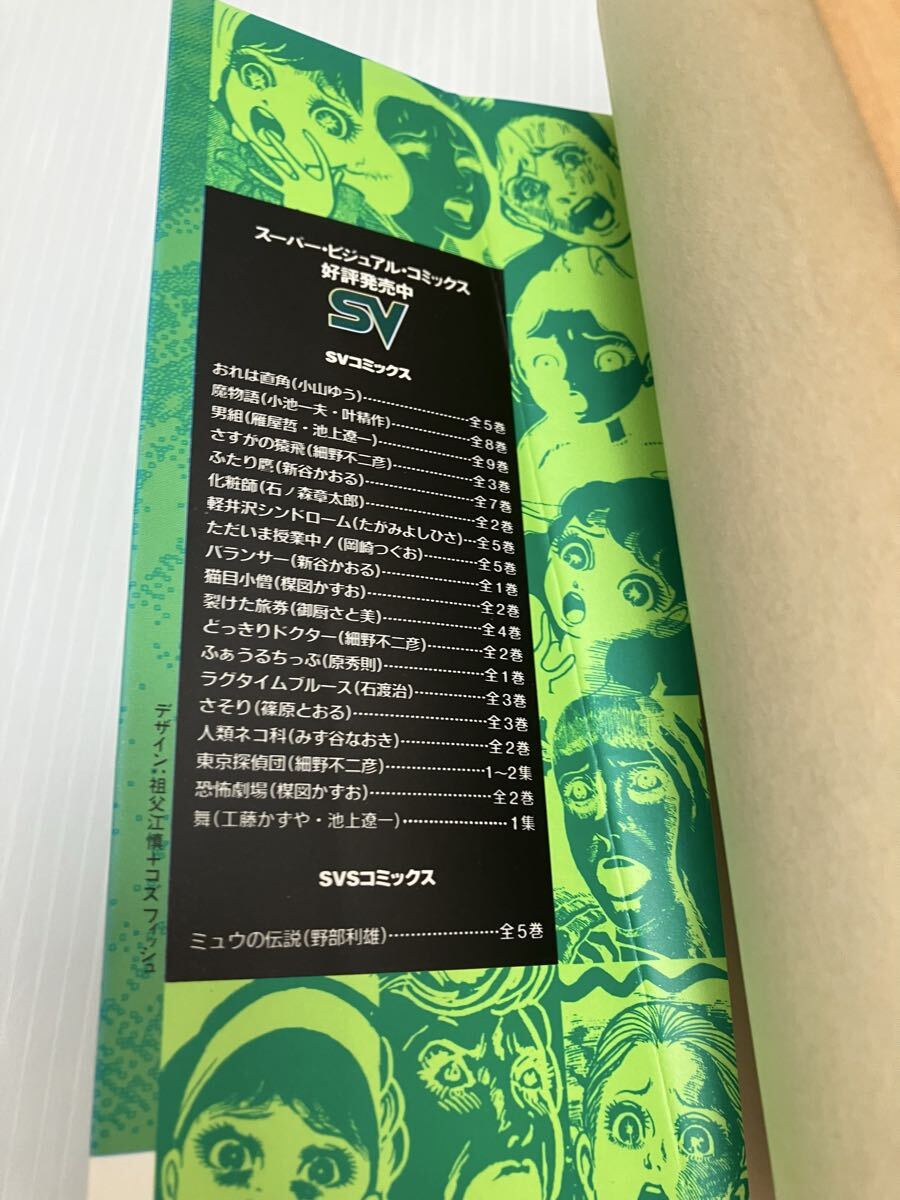 スーパー・ビジュアル・コミックス
好評発売中
SV
SVコミックス
おれは直角(小山ゆう)…………全5巻
魔物語(小池一夫・叶精作)…………全8巻
男組(雁屋哲・池上遼一)…………全9巻
さすがの猿飛(細野不二彦)…………全3巻
ふたり鷹(新谷かおる)…………全7巻
化粧師(石ノ森章太郎)…………全2巻
軽井沢シンドローム(たがみよしひさ)…全5巻
ただいま授業中!(岡崎つぐお)…………全5巻
バランサー(新谷かおる)…………全1巻
猫目小僧(楳図かずお)…………全2巻
裂けた旅券(御厨さと美)…………全4巻
どっきりドクター(細野不二彦)…………全2巻
ふぁうるちっぷ(原秀則)…………全1巻
ラグタイムブルース(石渡治)…………全3巻
さそり(篠原とおる)…………全3巻
人類ネコ科(みず谷なおき)…………全2巻
東京探偵団(細野不二彦)…………1〜2集
恐怖劇場(楳図かずお)…………全2巻
舞(工藤かずや・池上遼一)…………1集
SVSコミックス
ミュウの伝説(野部利雄)…………全5巻
デザイン:祖父江慎+コズフィッシュ